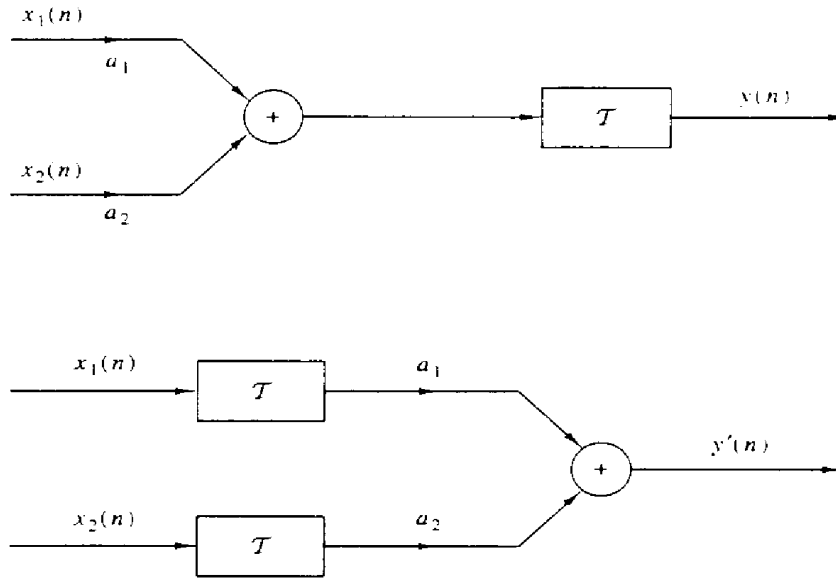 x₁(n)
a₁
+
𝒯
y(n)
x₂(n)
a₂
x₁(n)
𝒯
a₁
+
y′(n)
x₂(n)
𝒯
a₂